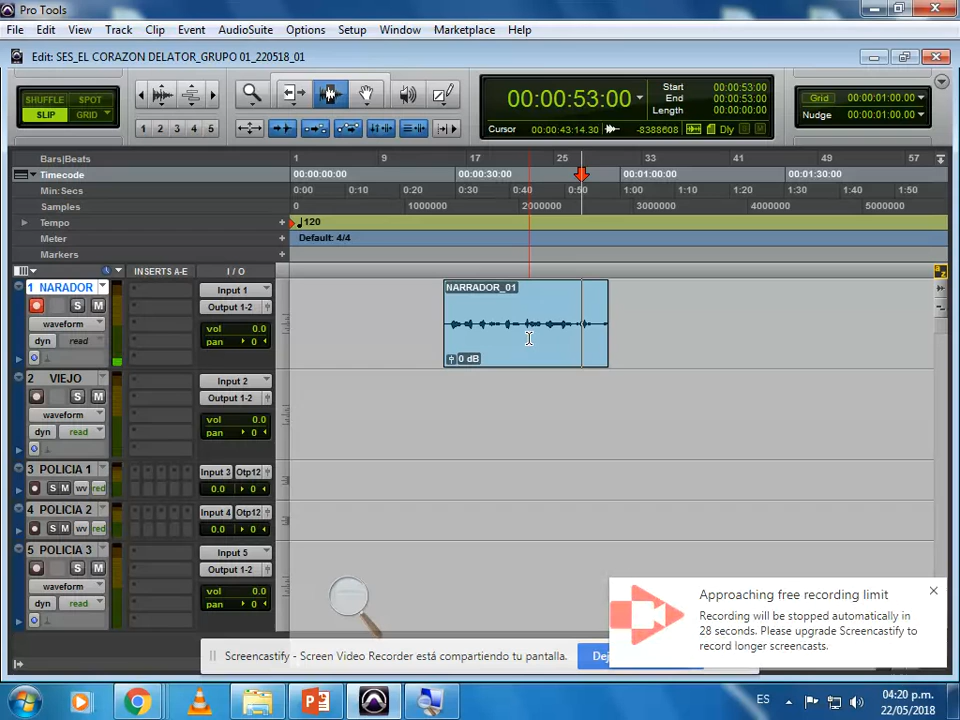 Pro Tools
File Edit View Track Clip Event AudioSuite Options Setup Window Marketplace Help
Edit: SES_EL CORAZON DELATOR_GRUPO 01_220518_01
SHUFFLE SPOT
SLIP GRID
1 2 3 4 5
00:00:53:00
Start 00:00:53:00
End 00:00:53:00
Length 00:00:00:00
Cursor 00:00:43:14.30 -8388608 Dly
Grid 00:00:01:00.00
Nudge 00:00:01:00.00
Bars|Beats 1 9 17 25 33 41 49 57
Timecode 00:00:00:00 00:00:30:00 00:01:00:00 00:01:30:00
Min:Secs 0:00 0:10 0:20 0:30 0:40 0:50 1:00 1:10 1:20 1:30 1:40 1:50
Samples 0 1000000 2000000 3000000 4000000 5000000
Tempo 120
Meter Default: 4/4
Markers
INSERTS A-E I / O
1 NARADOR Input 1 NARRADOR_01
S M Output 1-2
waveform vol 0.0
dyn read pan 0
0 dB
2 VIEJO Input 2
S M Output 1-2
waveform vol 0.0
dyn read pan 0
3 POLICIA 1 Input 3 Otp12
S M wv red 0.0 0
4 POLICIA 2 Input 4 Otp12
S M wv red 0.0 0
5 POLICIA 3 Input 5
S M Output 1-2
waveform vol 0.0
dyn read pan 0
Approaching free recording limit
Recording will be stopped automatically in
28 seconds. Please upgrade Screencastify to
record longer screencasts.
Screencastify - Screen Video Recorder está compartiendo tu pantalla. Dej
ES 04:20 p.m.
22/05/2018